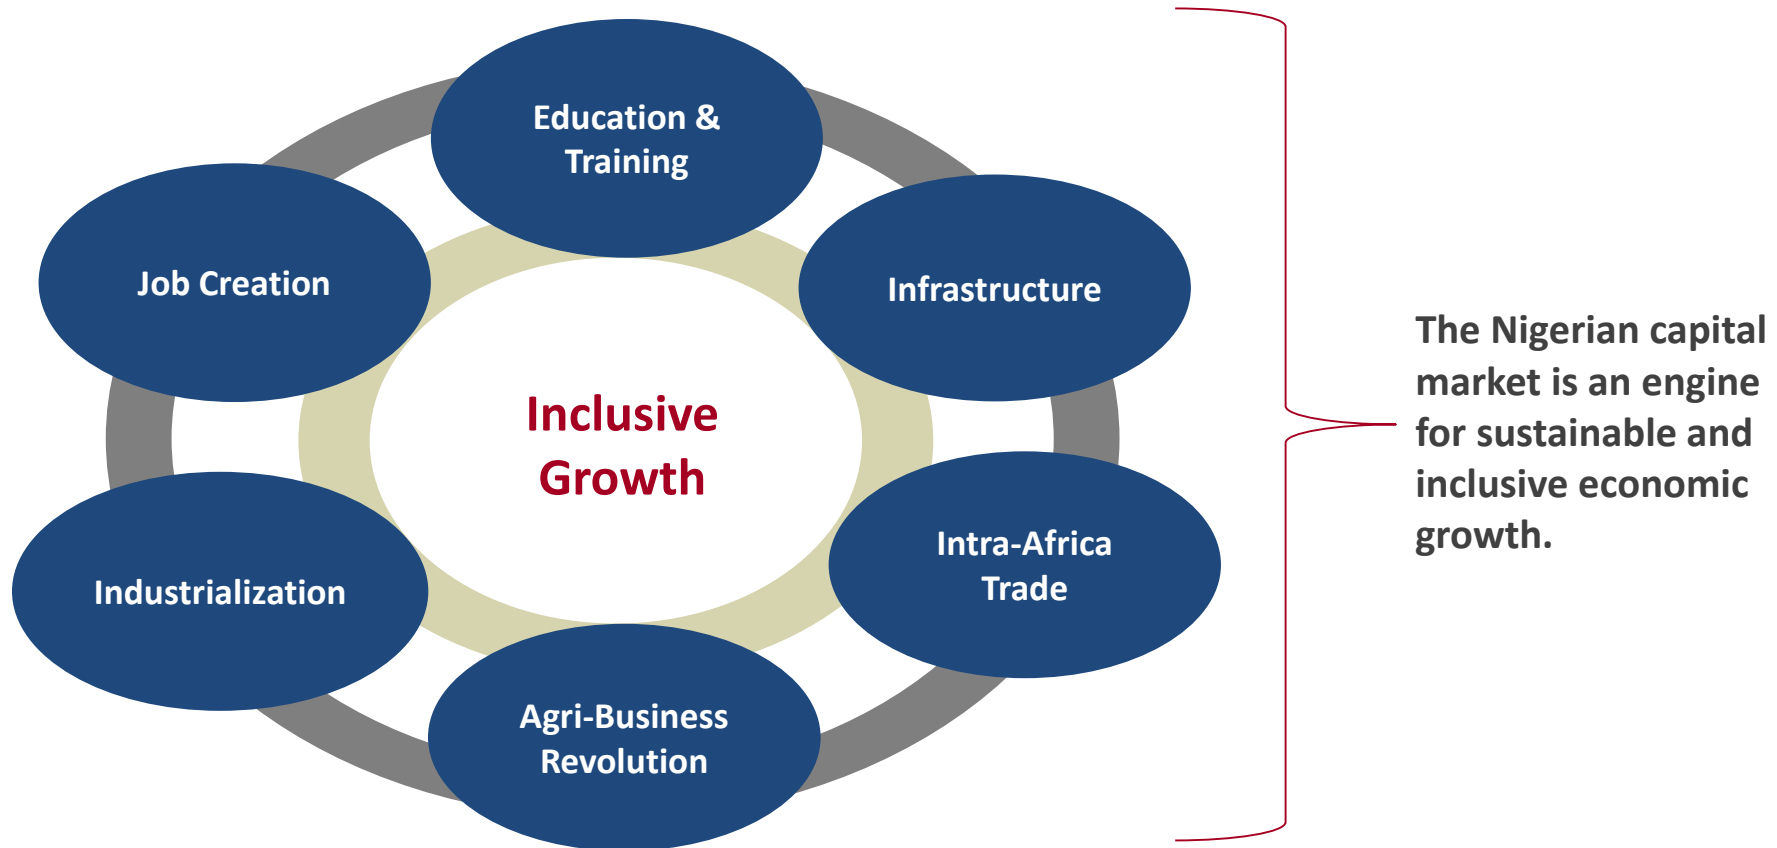 Education &
Training
Job Creation
Infrastructure
Inclusive
Growth
Industrialization
Intra-Africa
Trade
Agri-Business
Revolution
The Nigerian capital
market is an engine
for sustainable and
inclusive economic
growth.